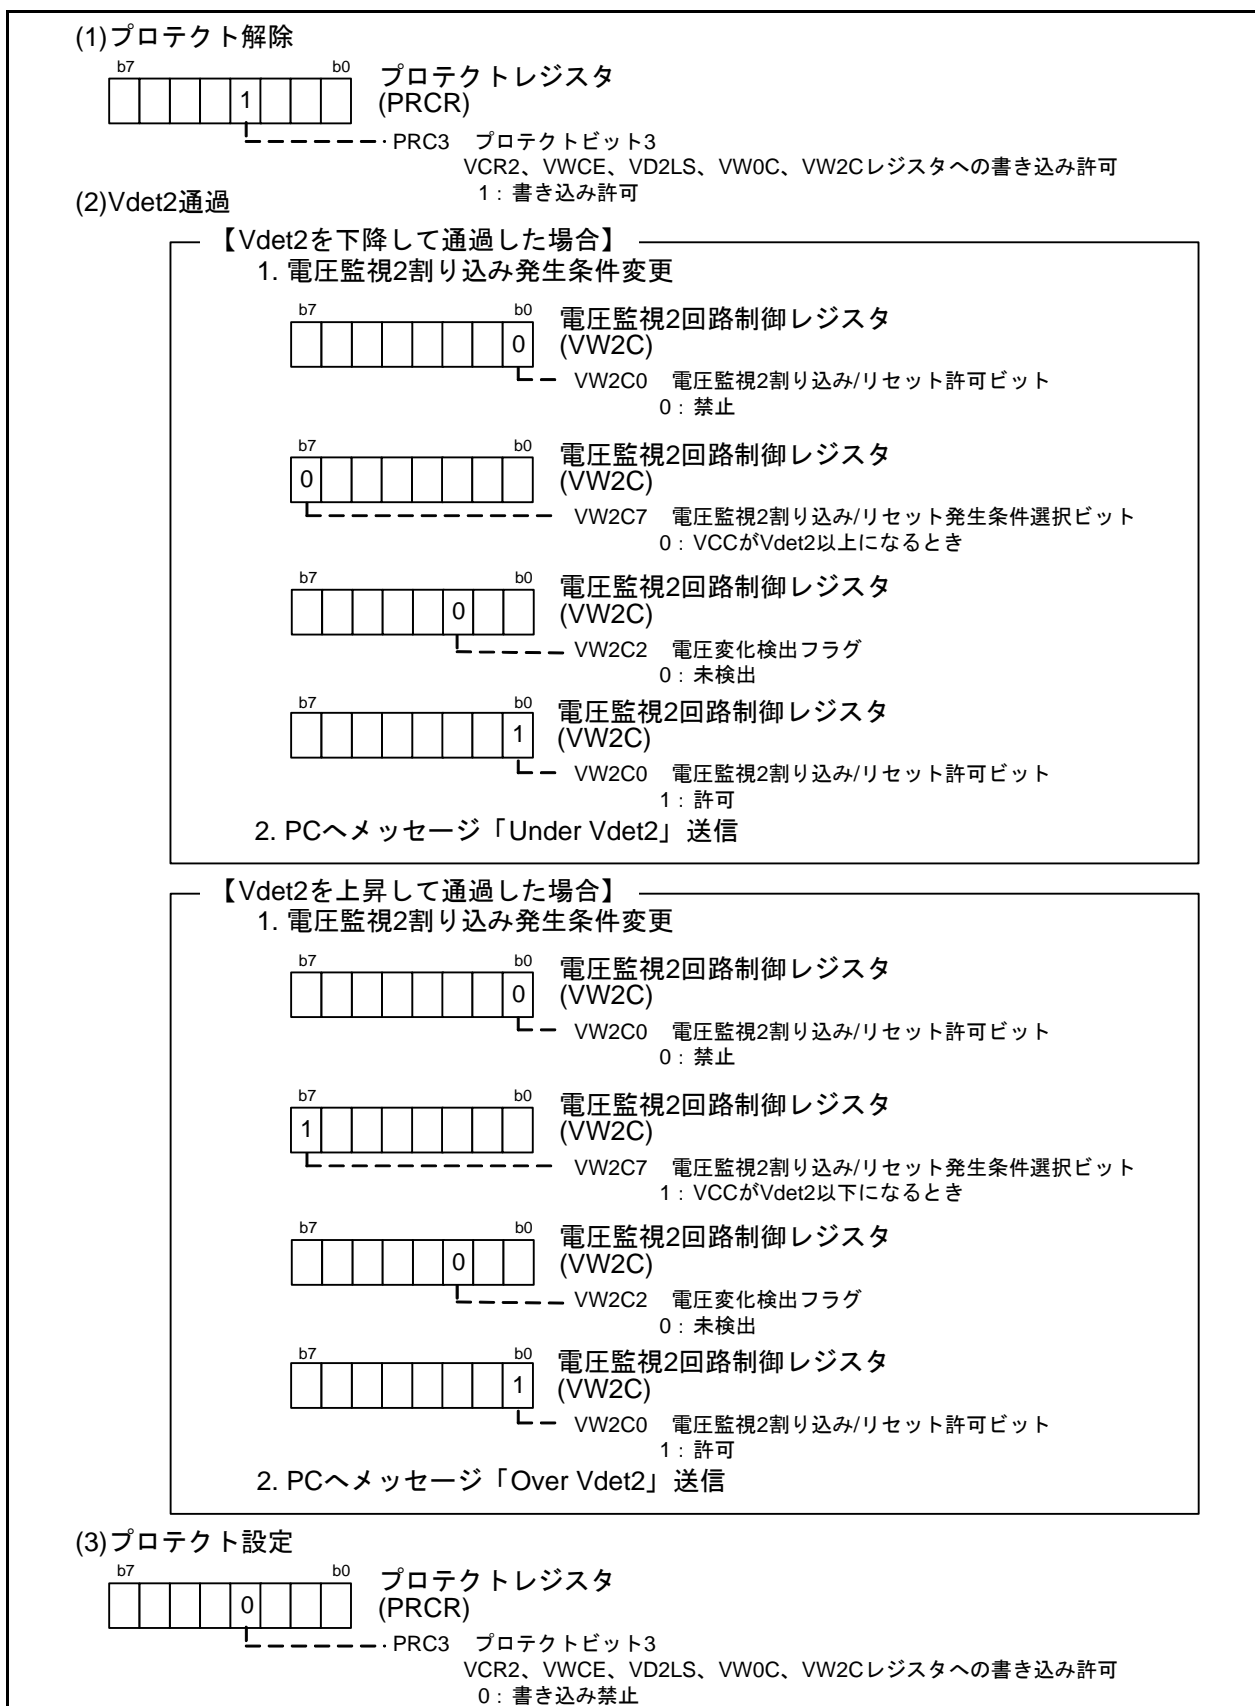 (1)プロテクト解除
b7 b0
プロテクトレジスタ
1
(PRCR)
PRC3 プロテクトビット3
VCR2、VWCE、VD2LS、VW0C、VW2Cレジスタへの書き込み許可
1：書き込み許可
(2)Vdet2通過
【Vdet2を下降して通過した場合】
1. 電圧監視2割り込み発生条件変更
b7 b0
電圧監視2回路制御レジスタ
0
(VW2C)
VW2C0 電圧監視2割り込み/リセット許可ビット
0：禁止
b7 b0
電圧監視2回路制御レジスタ
0
(VW2C)
VW2C7 電圧監視2割り込み/リセット発生条件選択ビット
0：VCCがVdet2以上になるとき
b7 b0
電圧監視2回路制御レジスタ
0
(VW2C)
VW2C2 電圧変化検出フラグ
0：未検出
b7 b0
電圧監視2回路制御レジスタ
1
(VW2C)
VW2C0 電圧監視2割り込み/リセット許可ビット
1：許可
2. PCへメッセージ「Under Vdet2」送信
【Vdet2を上昇して通過した場合】
1. 電圧監視2割り込み発生条件変更
b7 b0
電圧監視2回路制御レジスタ
0
(VW2C)
VW2C0 電圧監視2割り込み/リセット許可ビット
0：禁止
b7 b0
電圧監視2回路制御レジスタ
1
(VW2C)
VW2C7 電圧監視2割り込み/リセット発生条件選択ビット
1：VCCがVdet2以下になるとき
b7 b0
電圧監視2回路制御レジスタ
0
(VW2C)
VW2C2 電圧変化検出フラグ
0：未検出
b7 b0
電圧監視2回路制御レジスタ
1
(VW2C)
VW2C0 電圧監視2割り込み/リセット許可ビット
1：許可
2. PCへメッセージ「Over Vdet2」送信
(3)プロテクト設定
b7 b0
プロテクトレジスタ
0
(PRCR)
PRC3 プロテクトビット3
VCR2、VWCE、VD2LS、VW0C、VW2Cレジスタへの書き込み許可
0：書き込み禁止